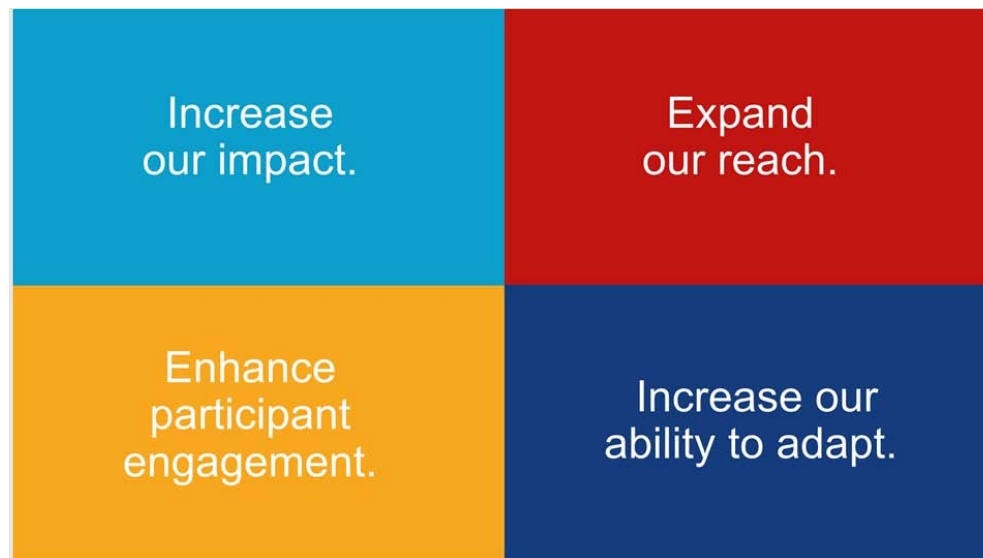 Increase
our impact.
Expand
our reach.
Enhance
participant
engagement.
Increase our
ability to adapt.